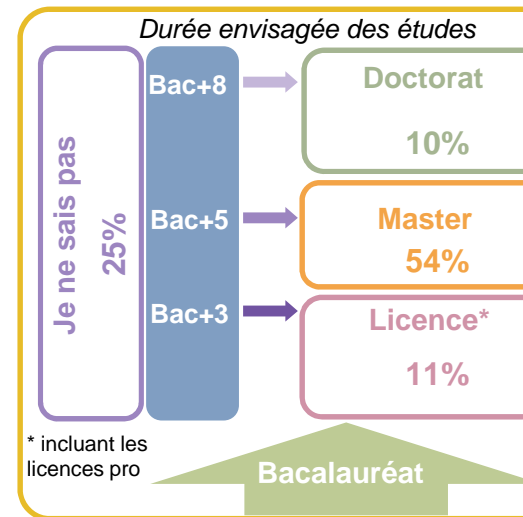 Durée envisagée des études
Je ne sais pas
25%
Bac+8
Doctorat
10%
Bac+5
Master
54%
Bac+3
Licence*
11%
* incluant les
licences pro
Bacalauréat